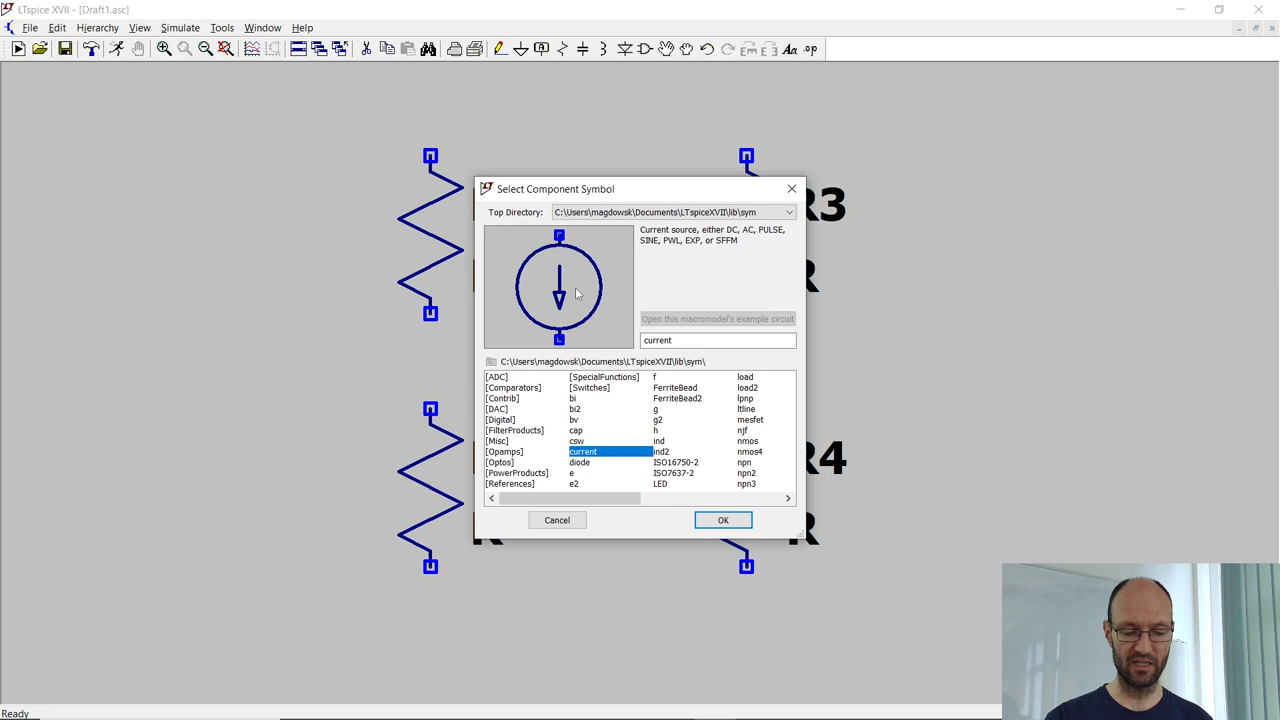 LTspice XVII - [Draft1.asc]
File Edit Hierarchy View Simulate Tools Window Help
Aa .op
Select Component Symbol
Top Directory: C:\Users\magdowsk\Documents\LTspiceXVII\lib\sym
Current source, either DC, AC, PULSE,
SINE, PWL, EXP, or SFFM
Open this macromodel's example circuit
current
C:\Users\magdowsk\Documents\LTspiceXVII\lib\sym\
[ADC] [SpecialFunctions] f load
[Comparators] [Switches] FerriteBead load2
[Contrib] bi FerriteBead2 lpnp
[DAC] bi2 g ltline
[Digital] bv g2 mesfet
[FilterProducts] cap h njf
[Misc] csw ind nmos
[Opamps] current ind2 nmos4
[Optos] diode ISO16750-2 npn
[PowerProducts] e ISO7637-2 npn2
[References] e2 LED npn3
Cancel OK
R3
R
R4
R R
Ready